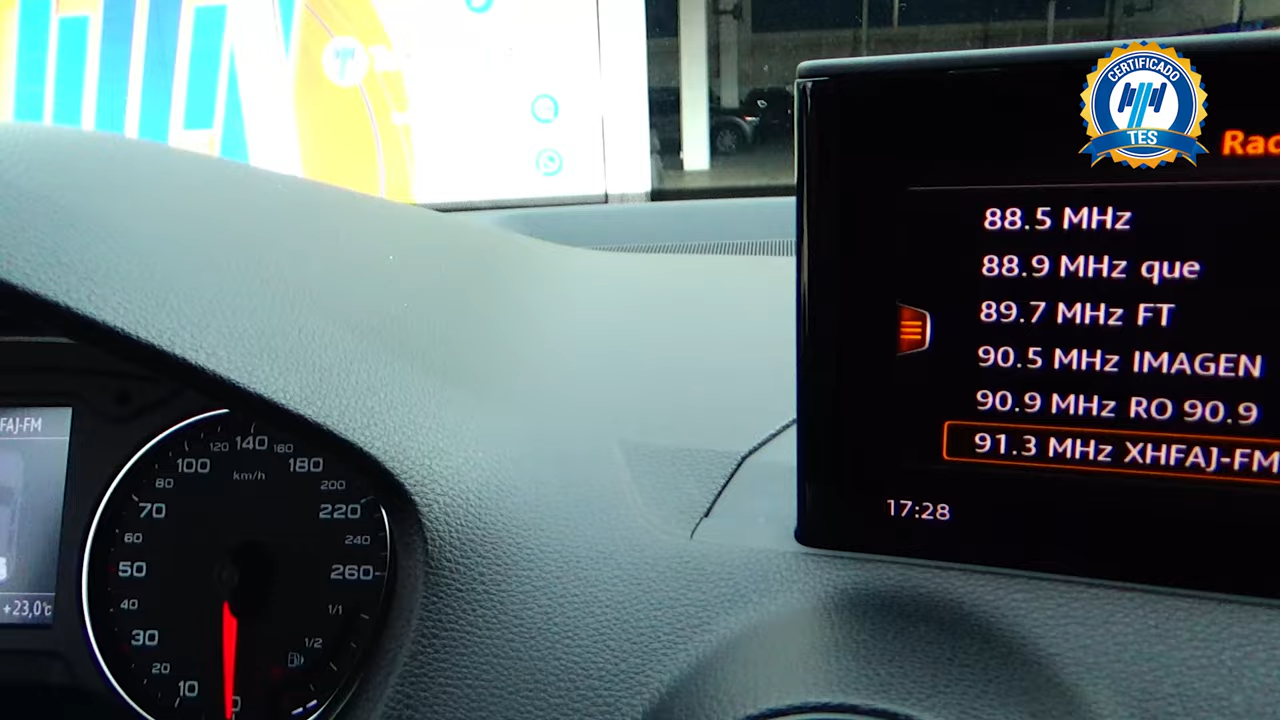 CERTIFICADO
TES
Rac
88.5 MHz
88.9 MHz que
89.7 MHz FT
90.5 MHz IMAGEN
90.9 MHz RO 90.9
91.3 MHz XHFAJ-FM
17:28
FAJ-FM
+23,0°c
km/h
0
10
20
30
40
50
60
70
80
100
120
140
160
180
200
220
240
260
1/1
1/2